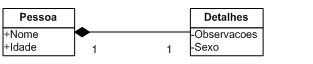 Pessoa
+Nome
+Idade
1
1
Detalhes
-Observacoes
-Sexo